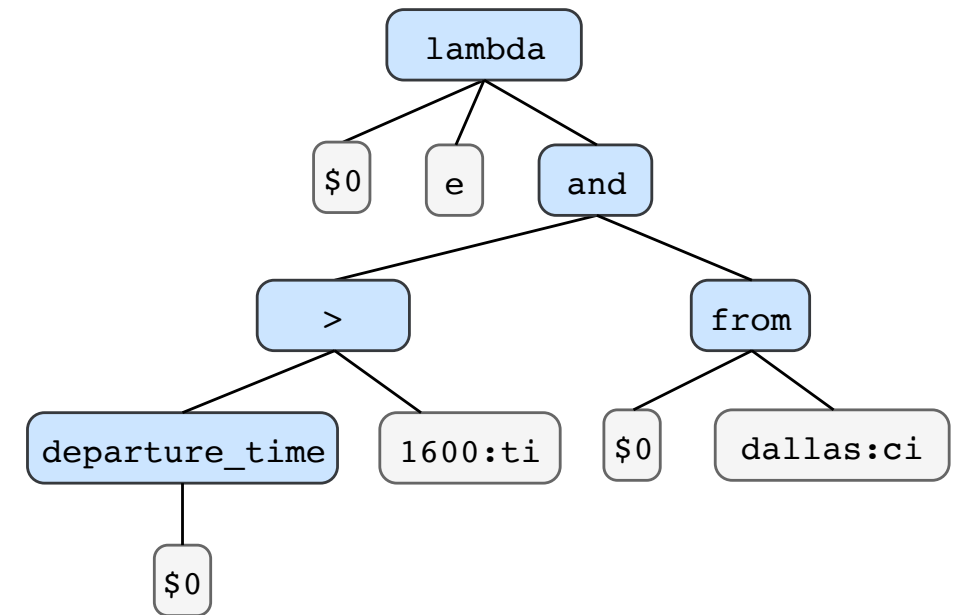 lambda
$0 e and
> from
departure_time 1600:ti $0 dallas:ci
$0